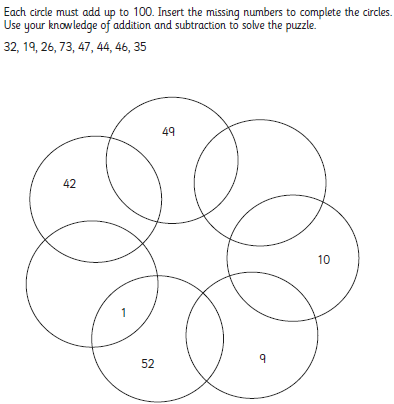 Each circle must add up to 100. Insert the missing numbers to complete the circles.
Use your knowledge of addition and subtraction to solve the puzzle.
32, 19, 26, 73, 47, 44, 46, 35
49
42
10
1
52
9